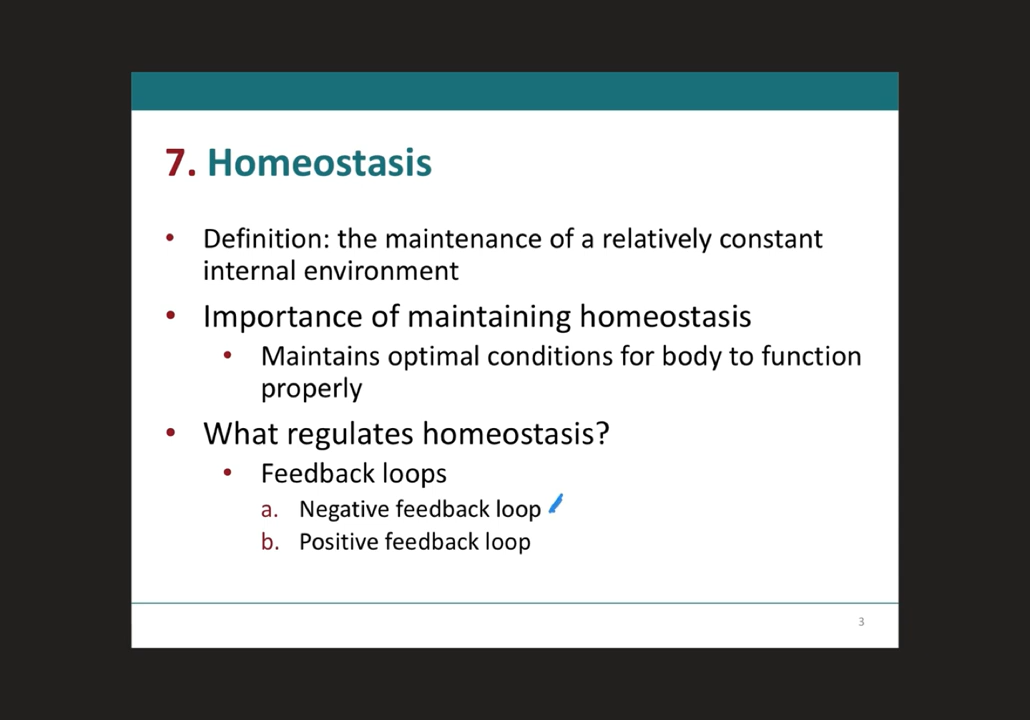 7. Homeostasis
• Definition: the maintenance of a relatively constant
internal environment
• Importance of maintaining homeostasis
• Maintains optimal conditions for body to function
properly
• What regulates homeostasis?
• Feedback loops
a. Negative feedback loop
b. Positive feedback loop
3